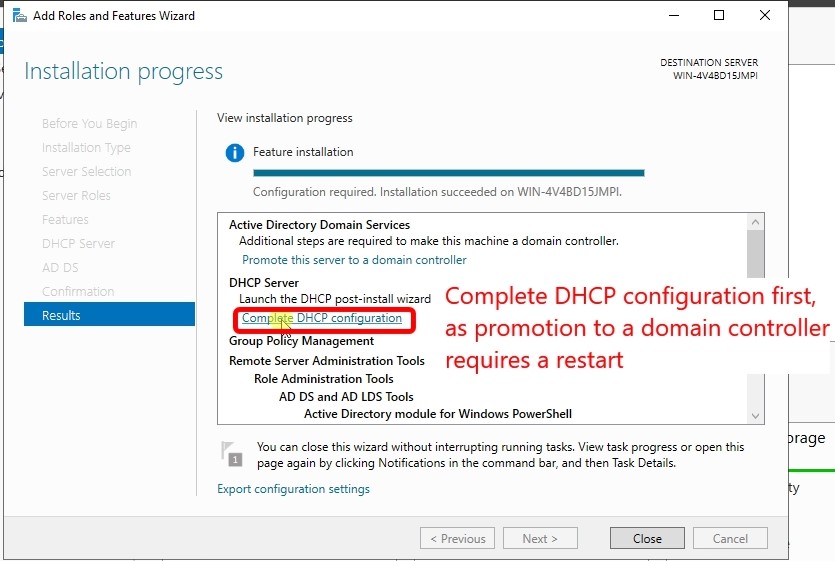 Add Roles and Features Wizard
Installation progress
DESTINATION SERVER
WIN-4V4BD15JMPI
Before You Begin
Installation Type
Server Selection
Server Roles
Features
DHCP Server
AD DS
Confirmation
Results
View installation progress
Feature installation
Configuration required. Installation succeeded on WIN-4V4BD15JMPI.
Active Directory Domain Services
Additional steps are required to make this machine a domain controller.
Promote this server to a domain controller
DHCP Server
Launch the DHCP post-install wizard
Complete DHCP configuration
Group Policy Management
Remote Server Administration Tools
Role Administration Tools
AD DS and AD LDS Tools
Active Directory module for Windows PowerShell
Complete DHCP configuration first,
as promotion to a domain controller
requires a restart
1
You can close this wizard without interrupting running tasks. View task progress or open this
page again by clicking Notifications in the command bar, and then Task Details.
Export configuration settings
< Previous
Next >
Close
Cancel
orage
ty